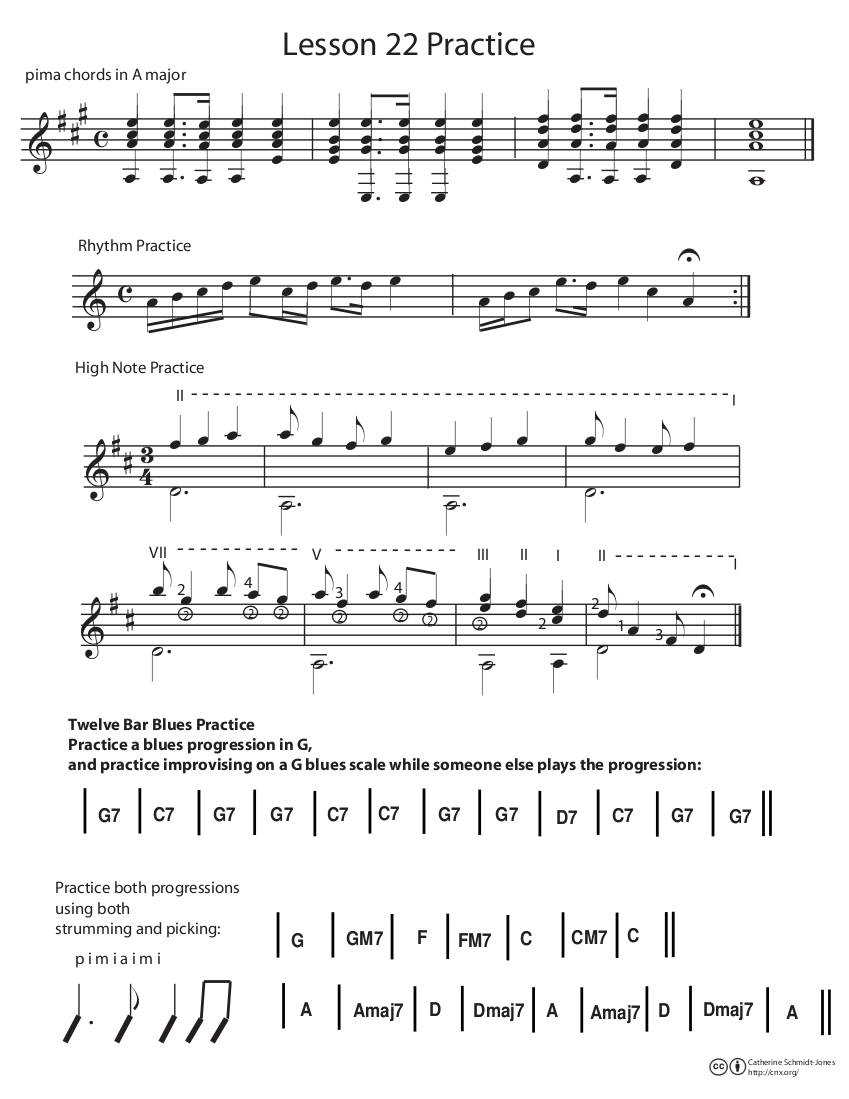 Lesson 22 Practice
pima chords in A major
Rhythm Practice
High Note Practice
II
3
4
VII V III II I II
2 4 3 4 2
2 2 2 2 2 2 2 2 1 3
Twelve Bar Blues Practice
Practice a blues progression in G,
and practice improvising on a G blues scale while someone else plays the progression:
G7 C7 G7 G7 C7 C7 G7 G7 D7 C7 G7 G7
Practice both progressions
using both
strumming and picking:
p i m i a i m i
G GM7 F FM7 C CM7 C
A Amaj7 D Dmaj7 A Amaj7 D Dmaj7 A
cc
Catherine Schmidt-Jones
http://cnx.org/